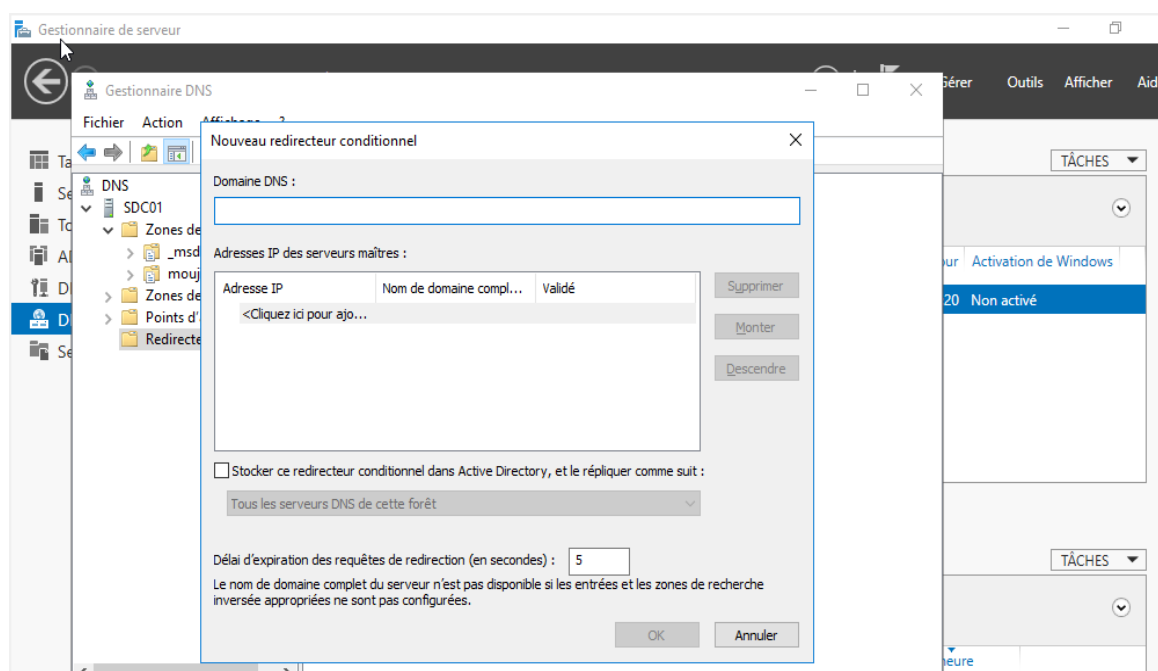 Gestionnaire de serveur
Gérer Outils Afficher Aid
Gestionnaire DNS
Fichier Action Affichage ?
Nouveau redirecteur conditionnel
TÂCHES
Domaine DNS :
DNS
SDC01
Zones de
_msd
mouj
Zones de
Points d'
Redirecte
Adresses IP des serveurs maîtres :
Adresse IP Nom de domaine compl... Validé
<Cliquez ici pour ajo...
Supprimer
Monter
Descendre
ur Activation de Windows
20 Non activé
Stocker ce redirecteur conditionnel dans Active Directory, et le répliquer comme suit :
Tous les serveurs DNS de cette forêt
Délai d'expiration des requêtes de redirection (en secondes) : 5
Le nom de domaine complet du serveur n'est pas disponible si les entrées et les zones de recherche
inversée appropriées ne sont pas configurées.
OK Annuler
TÂCHES
heure